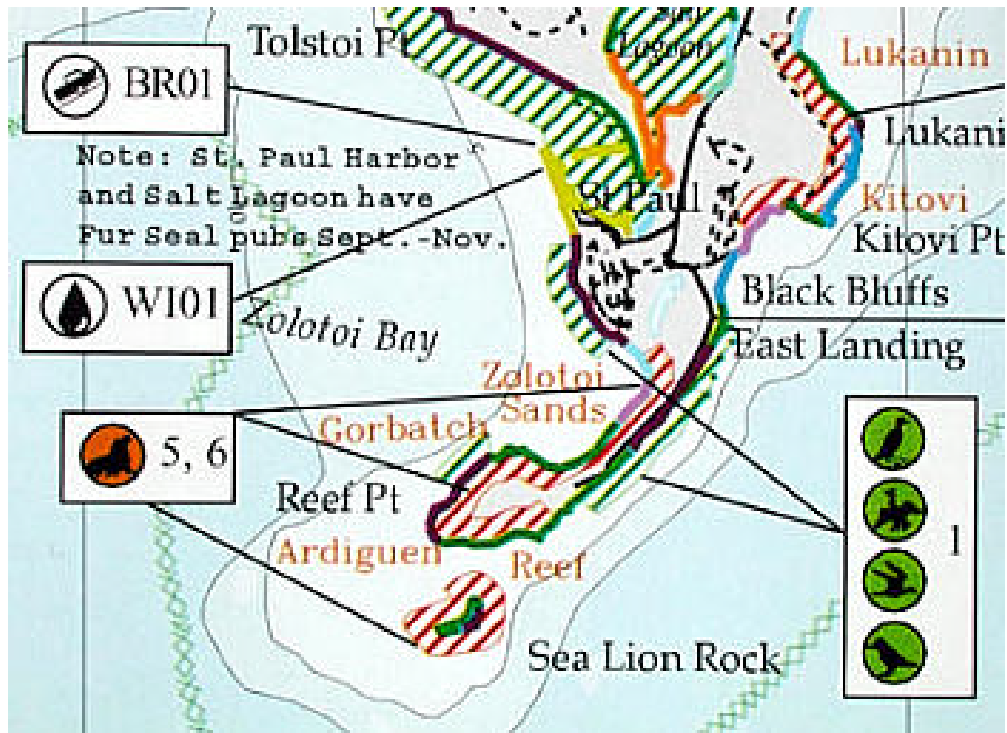 Tolstoi Pt
Lagoon
Lukanin
BR01
Lukani
Note: St. Paul Harbor
and Salt Lagoon have
Fur Seal pubs Sept.-Nov.
St Paul
Kitovi
Kitovi Pt
WI01
Black Bluffs
Zolotoi Bay
East Landing
Zolotoi
Sands
Gorbatch
5, 6
Reef Pt
1
Ardiguen
Reef
Sea Lion Rock